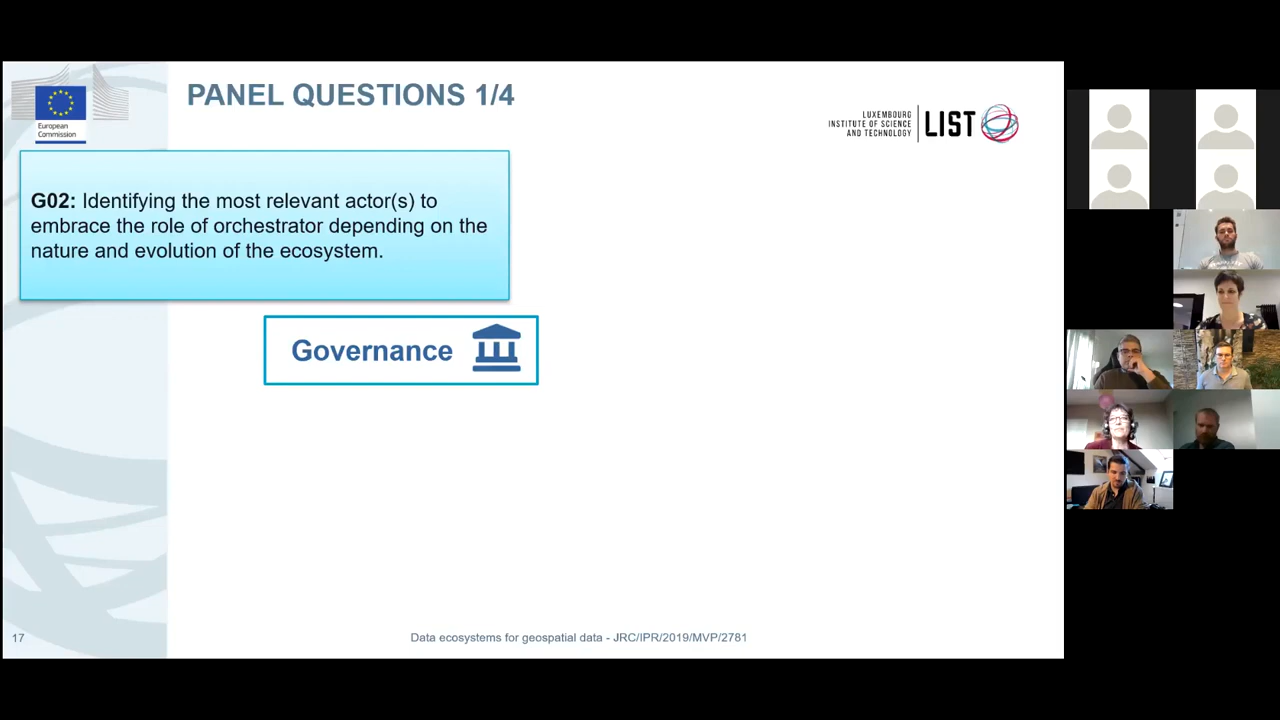 PANEL QUESTIONS 1/4
European
Commission
LUXEMBOURG
INSTITUTE OF SCIENCE
AND TECHNOLOGY
LIST
G02: Identifying the most relevant actor(s) to
embrace the role of orchestrator depending on the
nature and evolution of the ecosystem.
Governance
17
Data ecosystems for geospatial data - JRC/IPR/2019/MVP/2781